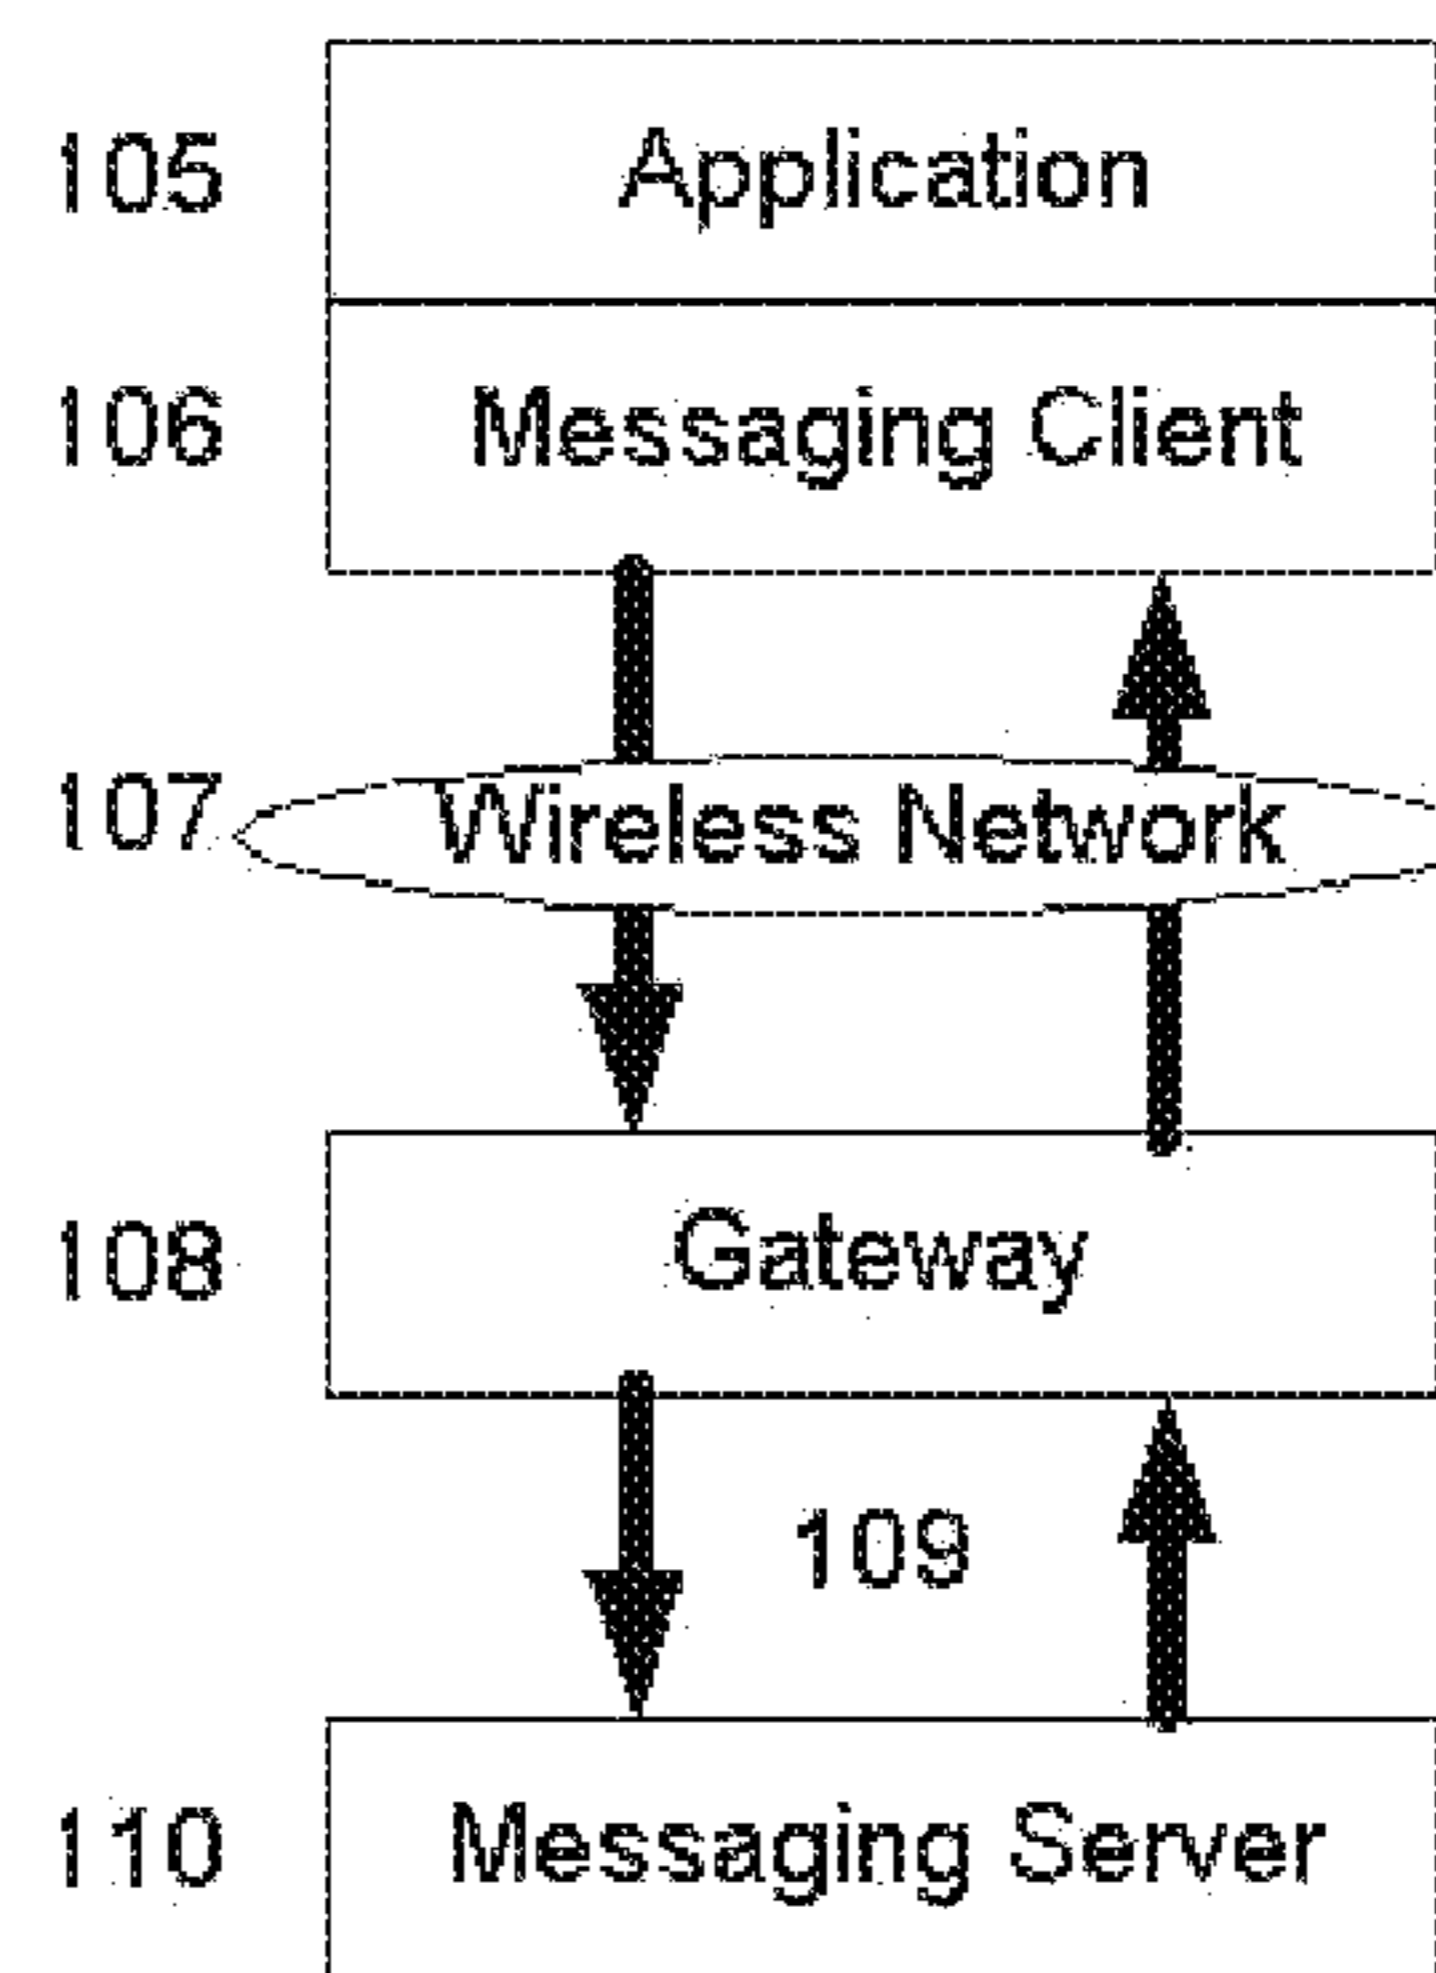 105 Application
106 Messaging Client
107 Wireless Network
108 Gateway
109
110 Messaging Server